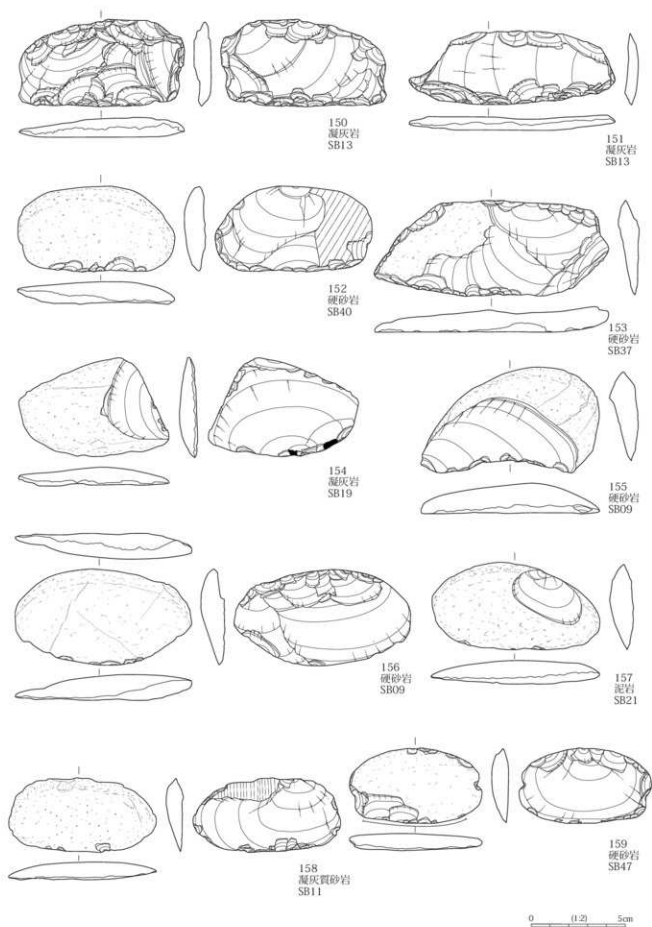 150
凝灰岩
SB13
151
凝灰岩
SB13
152
硬砂岩
SB40
153
硬砂岩
SB37
154
凝灰岩
SB19
155
硬砂岩
SB09
156
硬砂岩
SB09
157
泥岩
SB21
158
凝灰質砂岩
SB11
159
硬砂岩
SB47
0 (1:2) 5cm